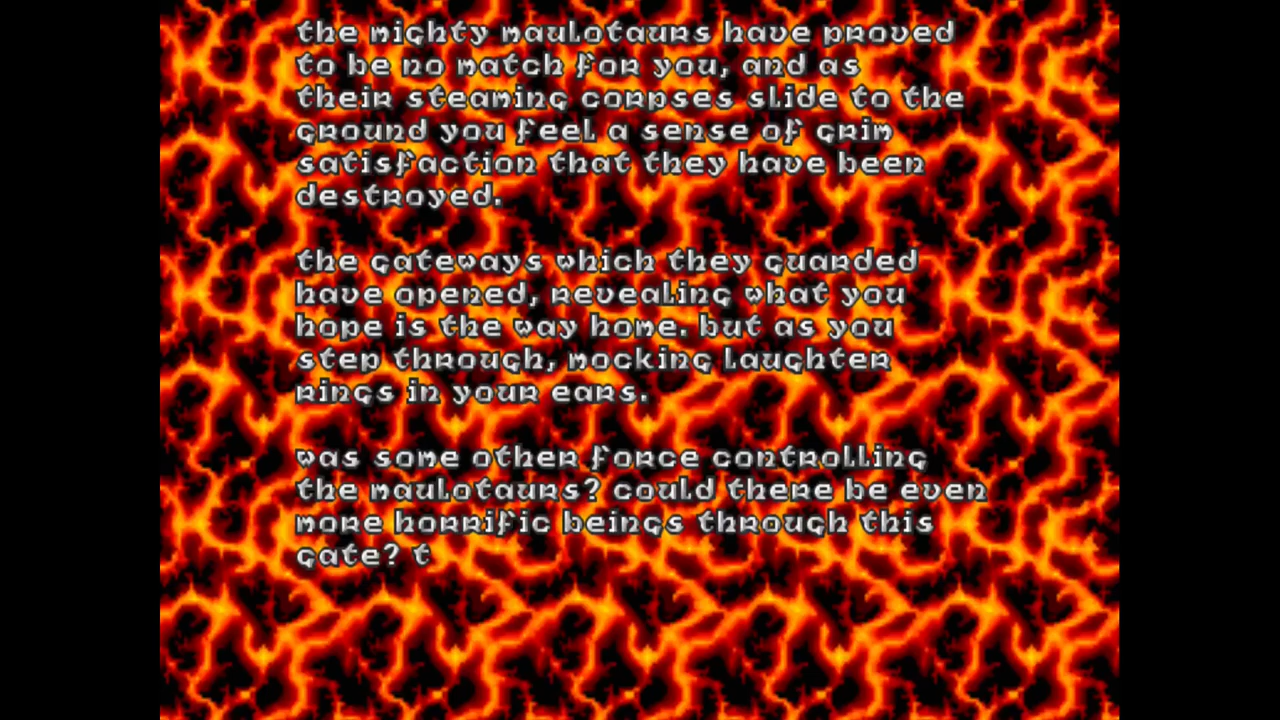 the mighty maulotaurs have proved
to be no match for you, and as
their steaming corpses slide to the
ground you feel a sense of grim
satisfaction that they have been
destroyed.
the gateways which they guarded
have opened, revealing what you
hope is the way home. but as you
step through, mocking laughter
rings in your ears.
was some other force controlling
the maulotaurs? could there be even
more horrific beings through this
gate? t